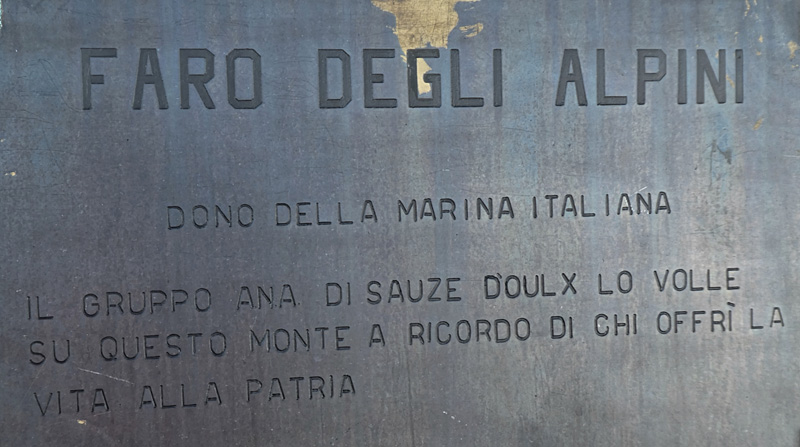 FARO DEGLI ALPINI
DONO DELLA MARINA ITALIANA
IL GRUPPO ANA DI SAUZE D'OULX LO VOLLE
SU QUESTO MONTE A RICORDO DI CHI OFFRÌ LA
VITA ALLA PATRIA